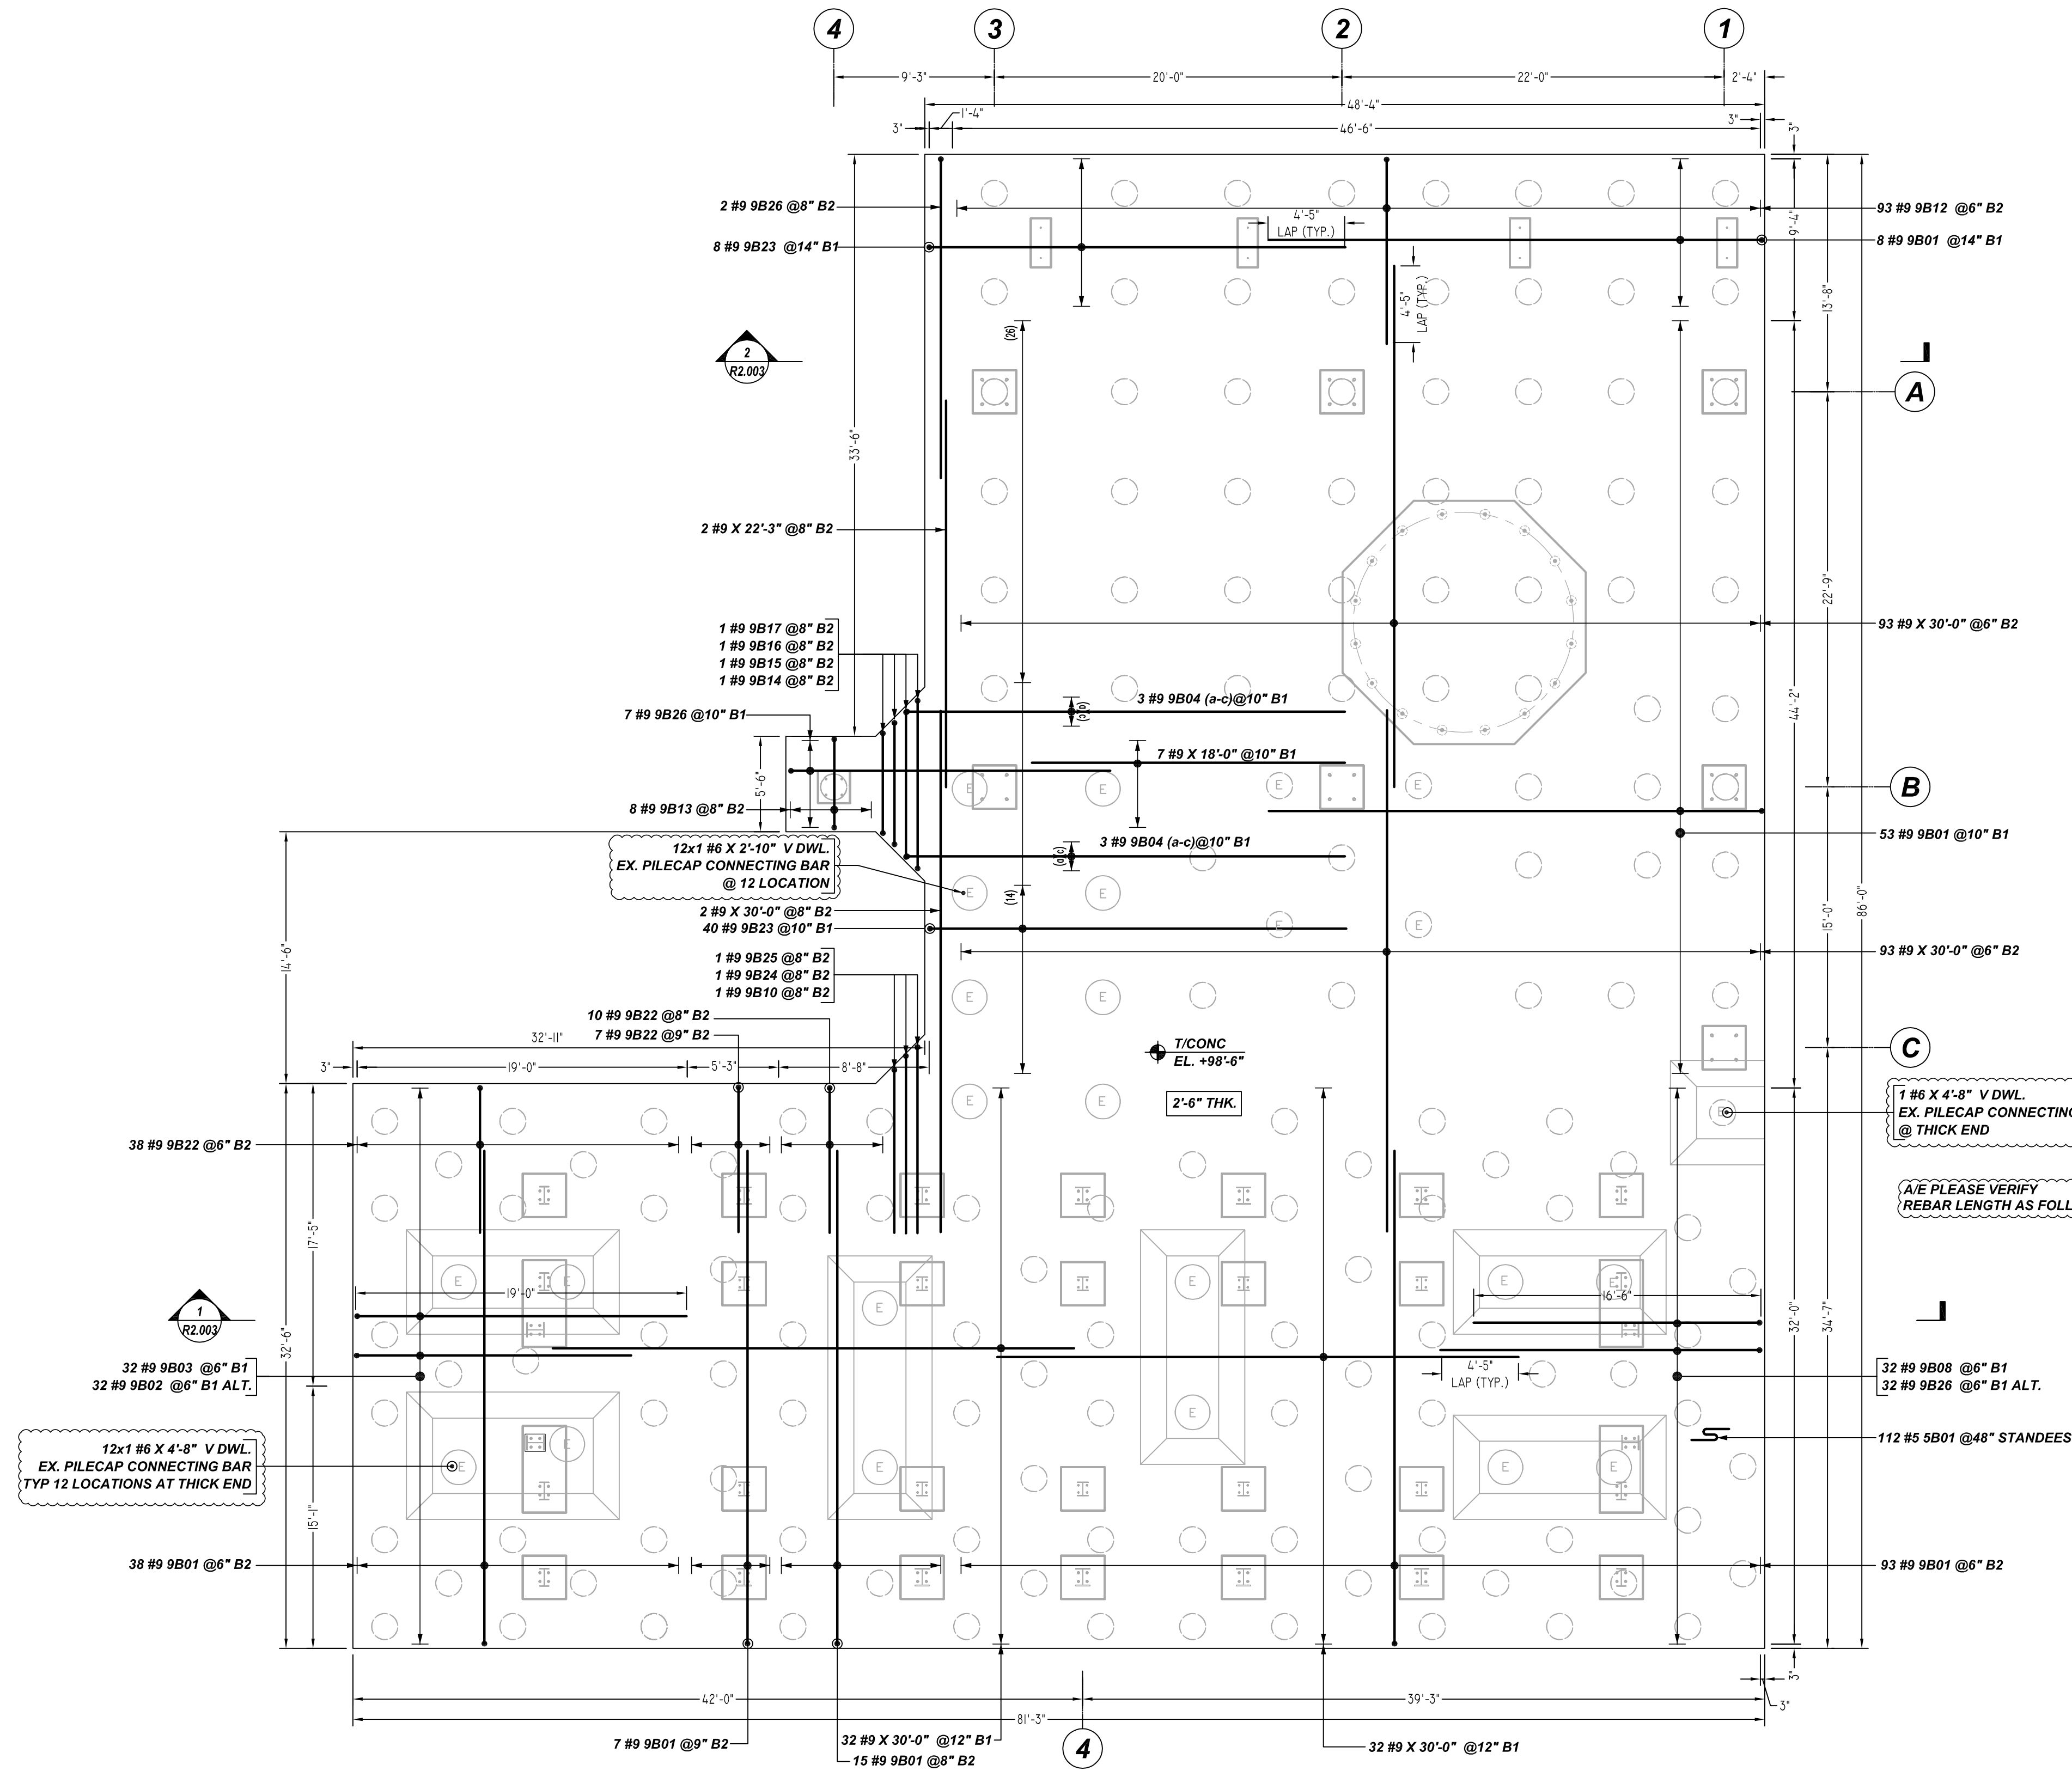 4
3
2
1
9'-3"
20'-0"
22'-0"
2'-4"
48'-4"
3"
1'-4"
46'-6"
3"
3"
2 #9 9B26 @8" B2
93 #9 9B12 @6" B2
8 #9 9B23 @14" B1
4'-5"
LAP (TYP.)
8 #9 9B01 @14" B1
9'-4"
13'-8"
4'-5"
LAP (TYP.)
(26)
2
R2.003
A
33'-6"
2 #9 X 22'-3" @8" B2
22'-9"
1 #9 9B17 @8" B2
1 #9 9B16 @8" B2
1 #9 9B15 @8" B2
1 #9 9B14 @8" B2
93 #9 X 30'-0" @6" B2
44'-2"
7 #9 9B26 @10" B1
3 #9 9B04 (a-c)@10" B1
7 #9 X 18'-0" @10" B1
5'-6"
8 #9 9B13 @8" B2
E
E
E
E
B
53 #9 9B01 @10" B1
12x1 #6 X 2'-10" V DWL.
EX. PILECAP CONNECTING BAR
@ 12 LOCATION
3 #9 9B04 (a-c)@10" B1
(a-c)
E
E
(14)
15'-0"
86'-0"
2 #9 X 30'-0" @8" B2
40 #9 9B23 @10" B1
E
E
14'-6"
93 #9 X 30'-0" @6" B2
1 #9 9B25 @8" B2
1 #9 9B24 @8" B2
1 #9 9B10 @8" B2
E
E
10 #9 9B22 @8" B2
7 #9 9B22 @9" B2
32'-11"
T/CONC
EL. +98'-6"
C
3"
19'-0"
5'-3"
8'-8"
2'-6" THK.
E
E
E
1 #6 X 4'-8" V DWL.
EX. PILECAP CONNECTING
@ THICK END
38 #9 9B22 @6" B2
A/E PLEASE VERIFY
REBAR LENGTH AS FOLL
17'-5"
E
E
E
E
E
E
19'-0"
16'-6"
1
R2.003
32'-6"
32'-0"
34'-7"
32 #9 9B03 @6" B1
32 #9 9B02 @6" B1 ALT.
4'-5"
LAP (TYP.)
32 #9 9B08 @6" B1
32 #9 9B26 @6" B1 ALT.
E
112 #5 5B01 @48" STANDEES
12x1 #6 X 4'-8" V DWL.
EX. PILECAP CONNECTING BAR
TYP 12 LOCATIONS AT THICK END
E
E
E
E
E
15'-1"
38 #9 9B01 @6" B2
93 #9 9B01 @6" B2
3"
42'-0"
39'-3"
3"
81'-3"
7 #9 9B01 @9" B2
32 #9 X 30'-0" @12" B1
15 #9 9B01 @8" B2
4
32 #9 X 30'-0" @12" B1